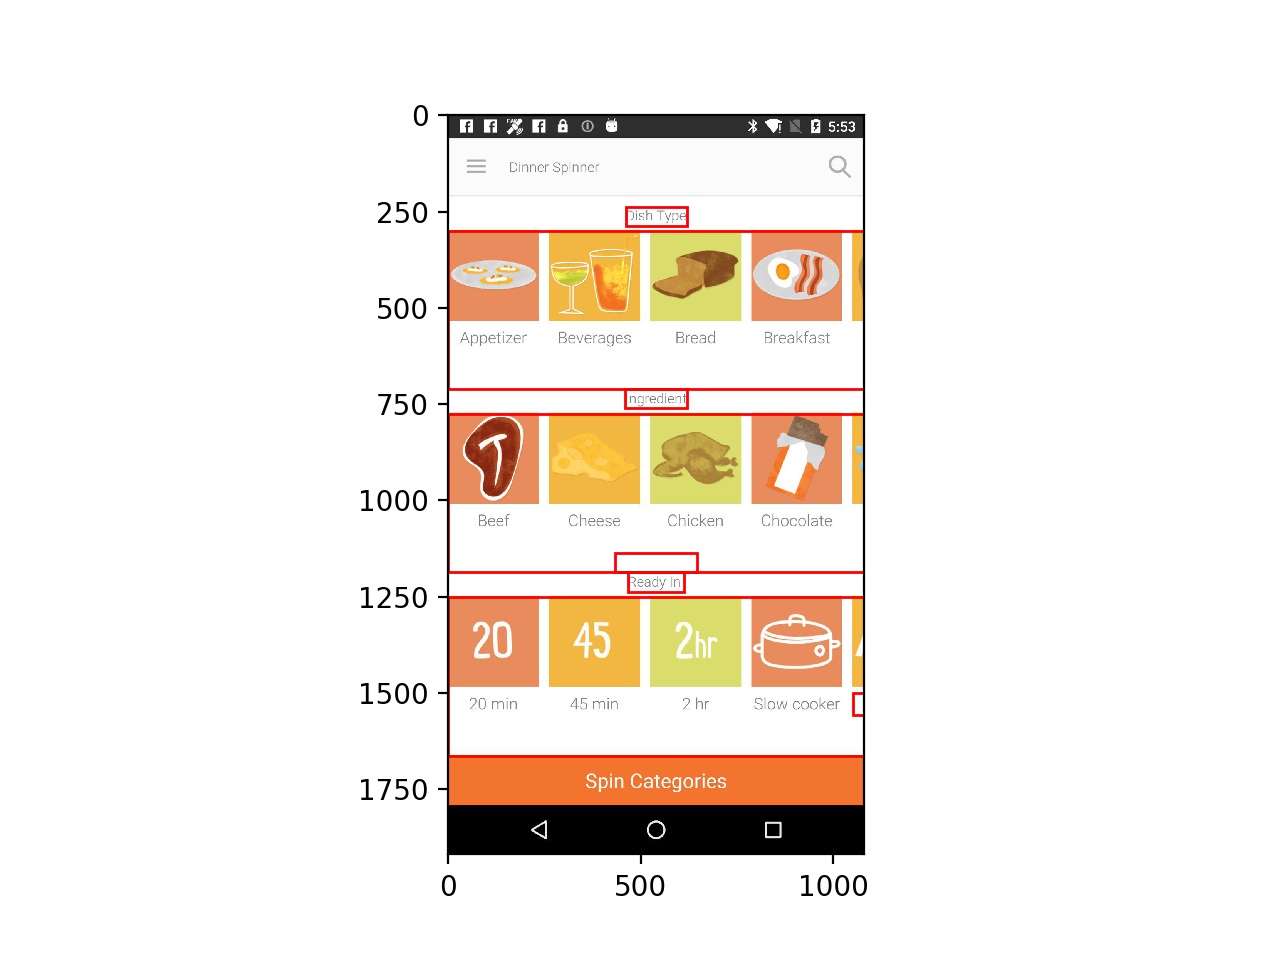 0
250
500
750
1000
1250
1500
1750
0 500 1000
5:53
Dinner Spinner
Dish Type
Appetizer Beverages Bread Breakfast
Ingredient
Beef Cheese Chicken Chocolate
Ready In
20 45 2hr
20 min 45 min 2 hr Slow cooker
Spin Categories